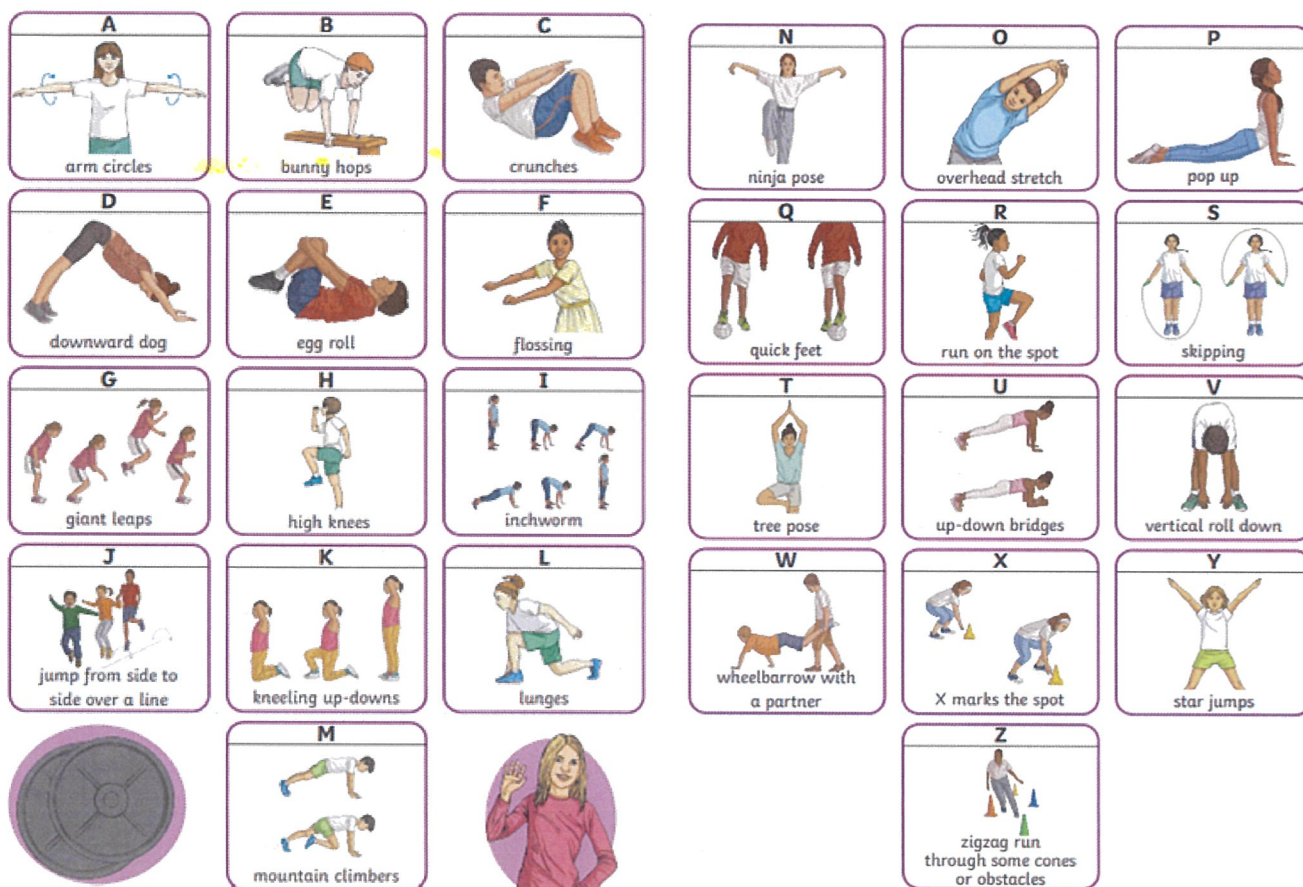 A
arm circles
B
bunny hops
C
crunches
D
downward dog
E
egg roll
F
flossing
G
giant leaps
H
high knees
I
inchworm
J
jump from side to
side over a line
K
kneeling up-downs
L
lunges
M
mountain climbers
N
ninja pose
O
overhead stretch
P
pop up
Q
quick feet
R
run on the spot
S
skipping
T
tree pose
U
up-down bridges
V
vertical roll down
W
wheelbarrow with
a partner
X
X marks the spot
Y
star jumps
Z
zigzag run
through some cones
or obstacles